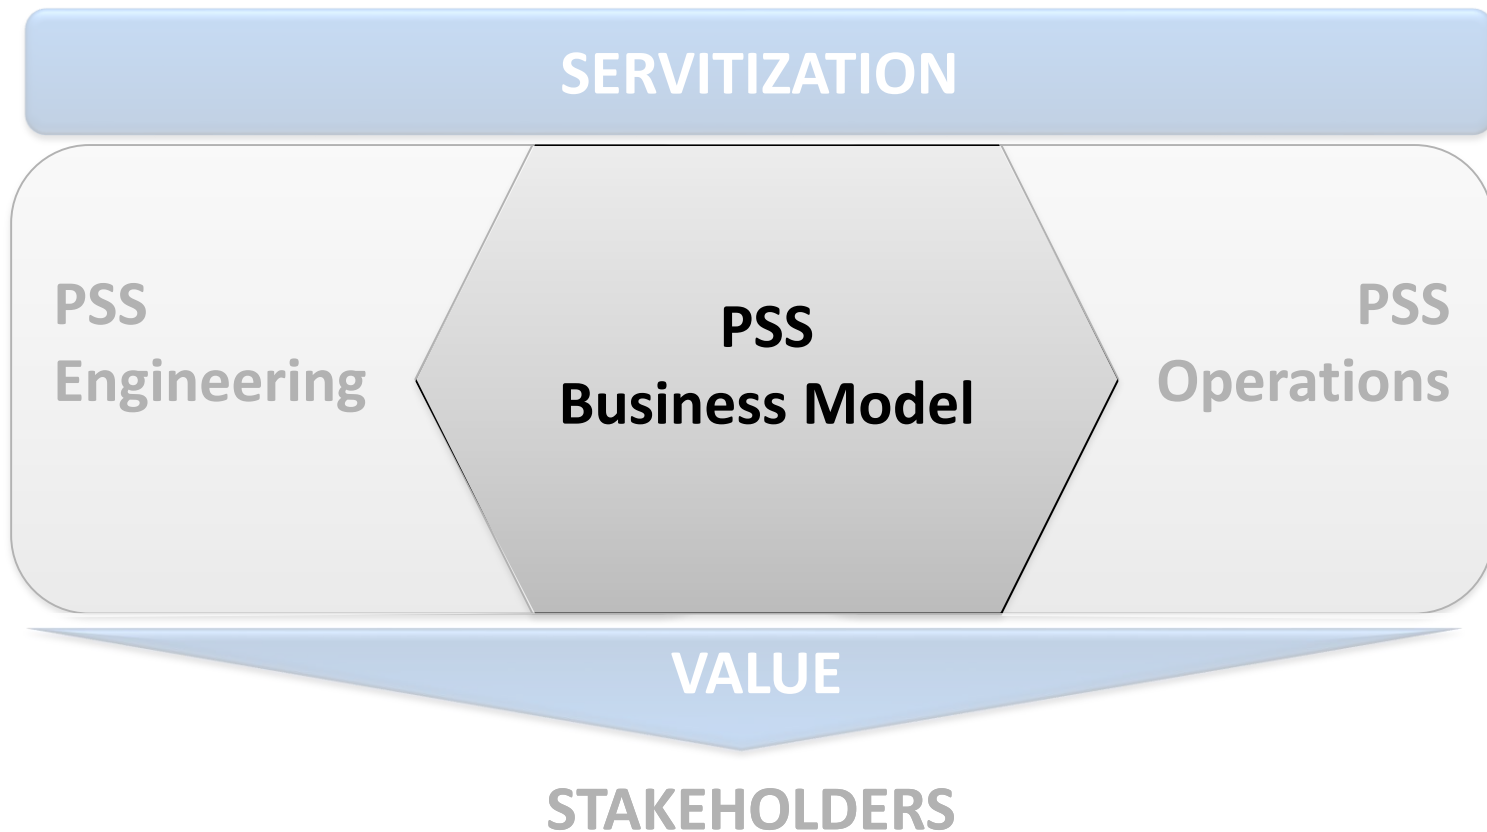 SERVITIZATION
PSS
Engineering
PSS
Business Model
PSS
Operations
VALUE
STAKEHOLDERS